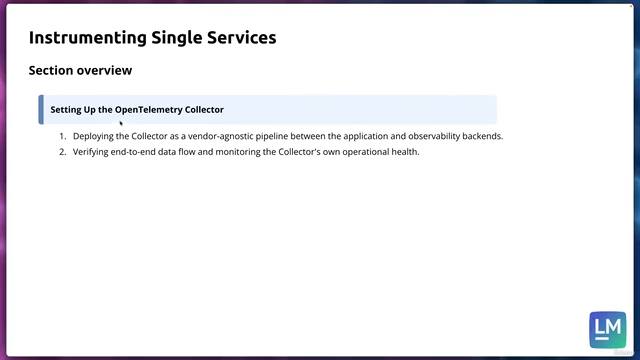 Instrumenting Single Services
Section overview
Setting Up the OpenTelemetry Collector
1. Deploying the Collector as a vendor-agnostic pipeline between the application and observability backends.
2. Verifying end-to-end data flow and monitoring the Collector's own operational health.
LM